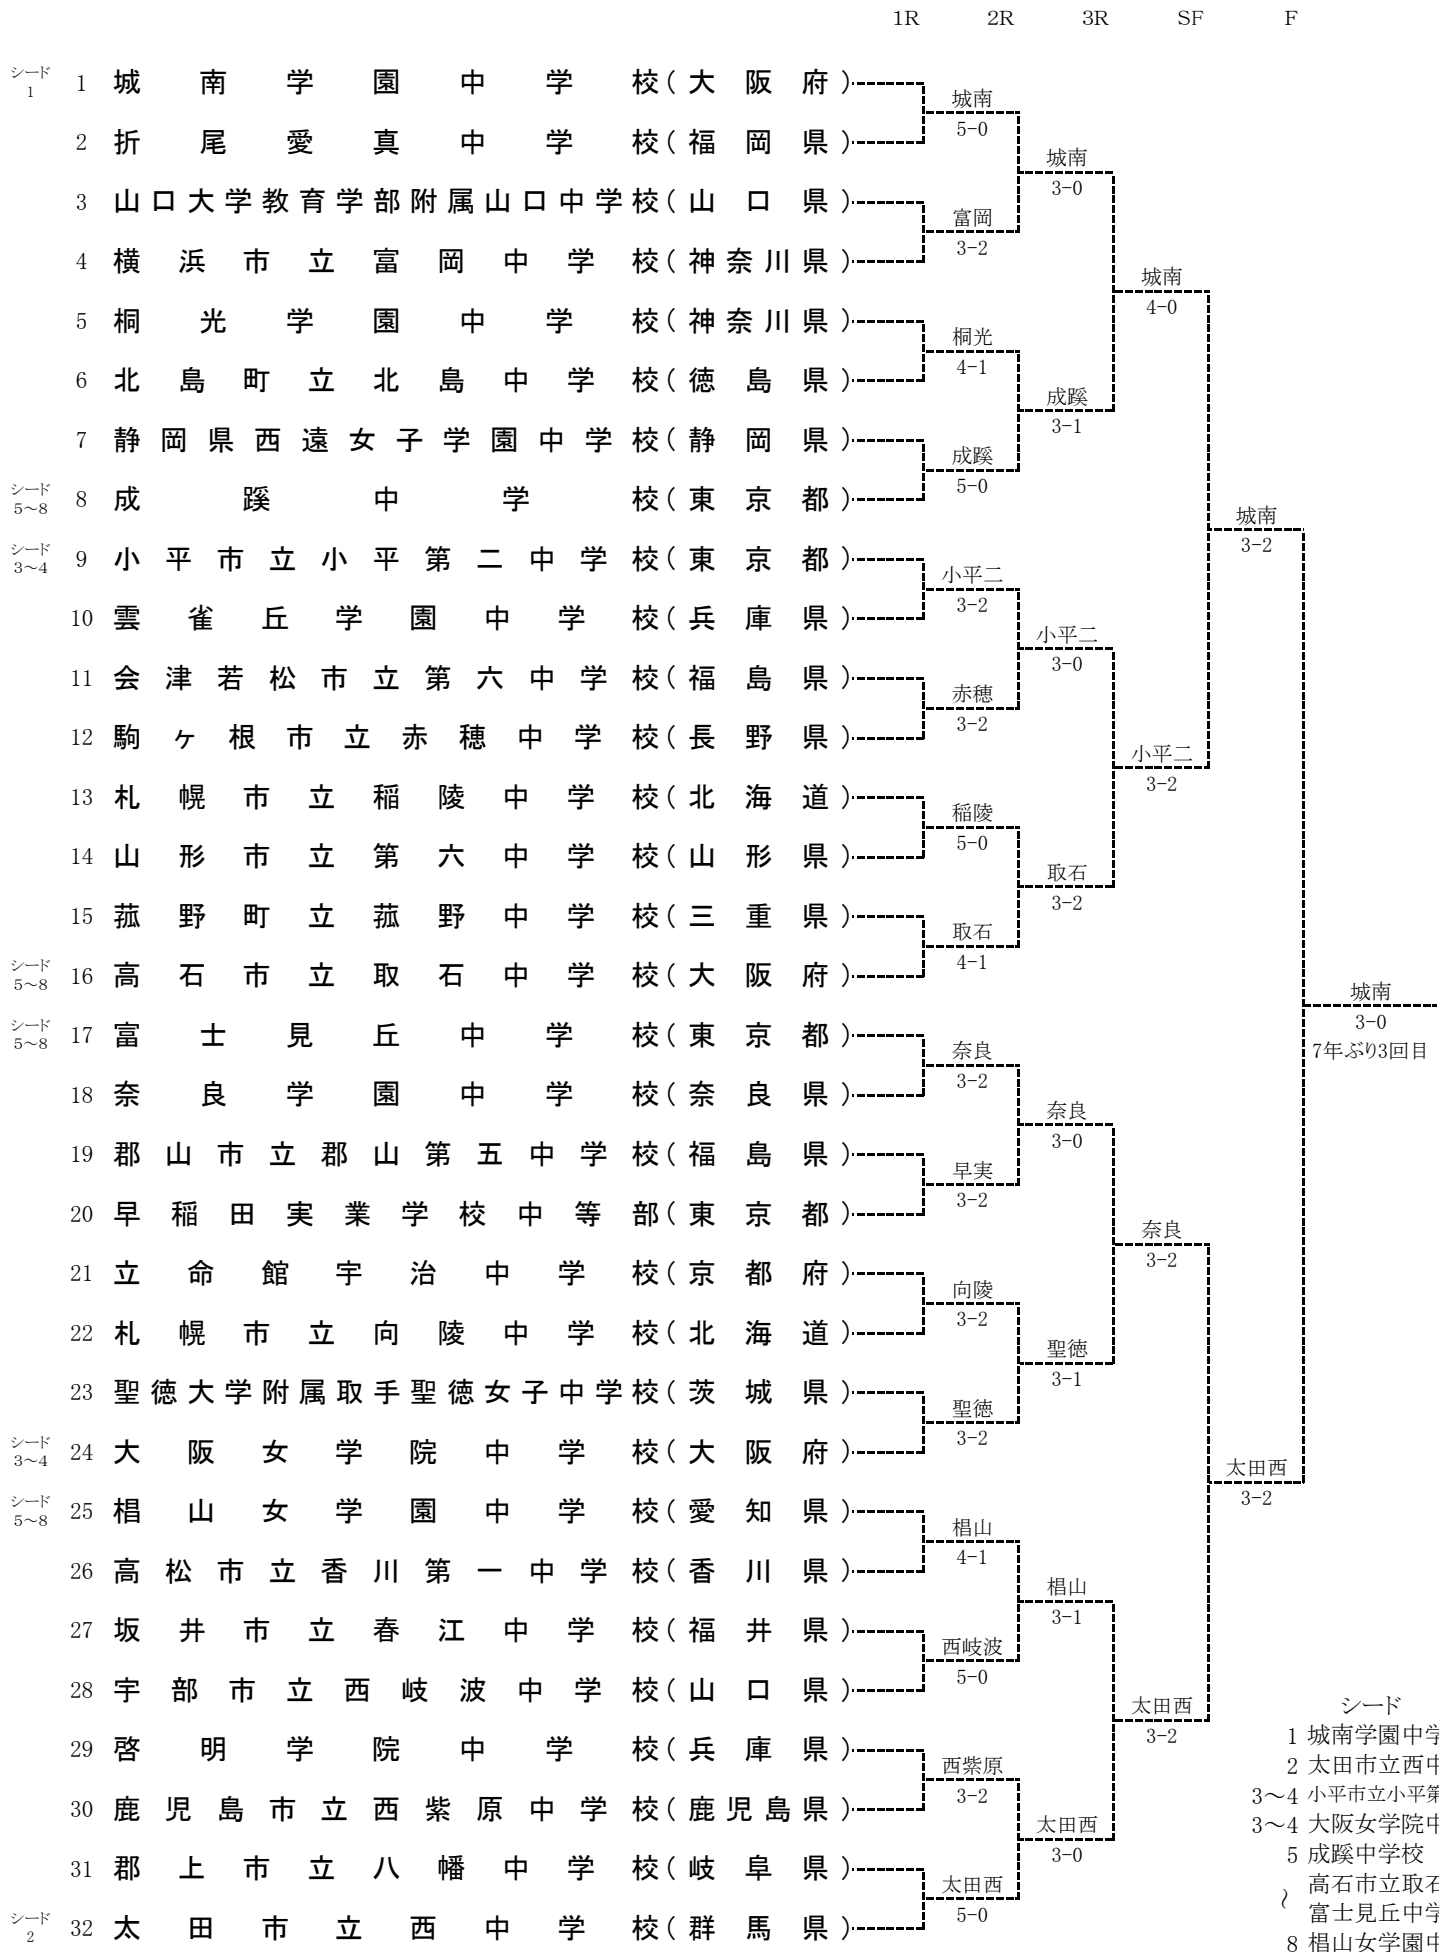 1R 2R 3R SF F
シード 1 1 城南学園中学校(大阪府)
城南
5-0
2 折尾愛真中学校(福岡県)
城南
3-0
3 山口大学教育学部附属山口中学校(山口県)
富岡
3-2
4 横浜市立富岡中学校(神奈川県)
城南
4-0
5 桐光学園中学校(神奈川県)
桐光
4-1
6 北島町立北島中学校(徳島県)
成蹊
3-1
7 静岡県西遠女子学園中学校(静岡県)
成蹊
5-0
シード 5~8 8 成蹊中学校(東京都)
城南
3-2
シード 3~4 9 小平市立小平第二中学校(東京都)
小平二
3-2
10 雲雀丘学園中学校(兵庫県)
小平二
3-0
11 会津若松市立第六中学校(福島県)
赤穂
3-2
12 駒ヶ根市立赤穂中学校(長野県)
小平二
3-2
13 札幌市立稲陵中学校(北海道)
稲陵
5-0
14 山形市立第六中学校(山形県)
取石
3-2
15 菰野町立菰野中学校(三重県)
取石
4-1
シード 5~8 16 高石市立取石中学校(大阪府)
城南
3-0
7年ぶり3回目
シード 5~8 17 富士見丘中学校(東京都)
奈良
3-2
18 奈良学園中学校(奈良県)
奈良
3-0
19 郡山市立郡山第五中学校(福島県)
早実
3-2
20 早稲田実業学校中等部(東京都)
奈良
3-2
21 立命館宇治中学校(京都府)
向陵
3-2
22 札幌市立向陵中学校(北海道)
聖徳
3-1
23 聖徳大学附属取手聖徳女子中学校(茨城県)
聖徳
3-2
シード 3~4 24 大阪女学院中学校(大阪府)
太田西
3-2
シード 5~8 25 椙山女学園中学校(愛知県)
椙山
4-1
26 高松市立香川第一中学校(香川県)
椙山
3-1
27 坂井市立春江中学校(福井県)
西岐波
5-0
28 宇部市立西岐波中学校(山口県)
太田西
3-2
29 啓明学院中学校(兵庫県)
西紫原
3-2
30 鹿児島市立西紫原中学校(鹿児島県)
太田西
3-0
31 郡上市立八幡中学校(岐阜県)
太田西
5-0
シード 2 32 太田市立西中学校(群馬県)
シード
1 城南学園中学
2 太田市立西中
3~4 小平市立小平第
3~4 大阪女学院中
5 成蹊中学校
~ 高石市立取石
富士見丘中学
8 椙山女学園中